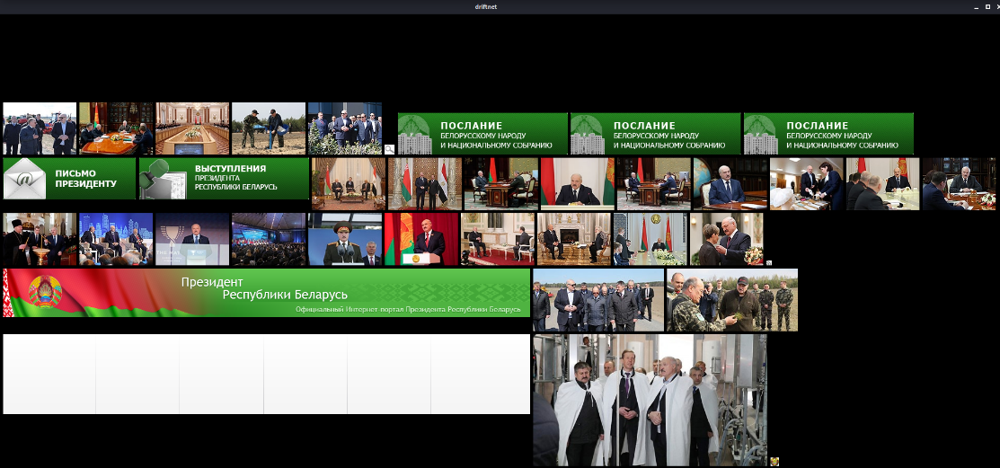 driftnet
ПОСЛАНИЕ
БЕЛОРУССКОМУ НАРОДУ
И НАЦИОНАЛЬНОМУ СОБРАНИЮ
ПОСЛАНИЕ
БЕЛОРУССКОМУ НАРОДУ
И НАЦИОНАЛЬНОМУ СОБРАНИЮ
ПОСЛАНИЕ
БЕЛОРУССКОМУ НАРОДУ
И НАЦИОНАЛЬНОМУ СОБРАНИЮ
ПИСЬМО
ПРЕЗИДЕНТУ
ВЫСТУПЛЕНИЯ
ПРЕЗИДЕНТА
РЕСПУБЛИКИ БЕЛАРУСЬ
Президент
Республики Беларусь
Официальный Интернет-портал Президента Республики Беларусь